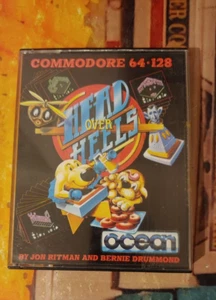 COMMODORE 64·128
HEAD
OVER
HEELS
ocean
BY JON RITMAN AND BERNIE DRUMMOND